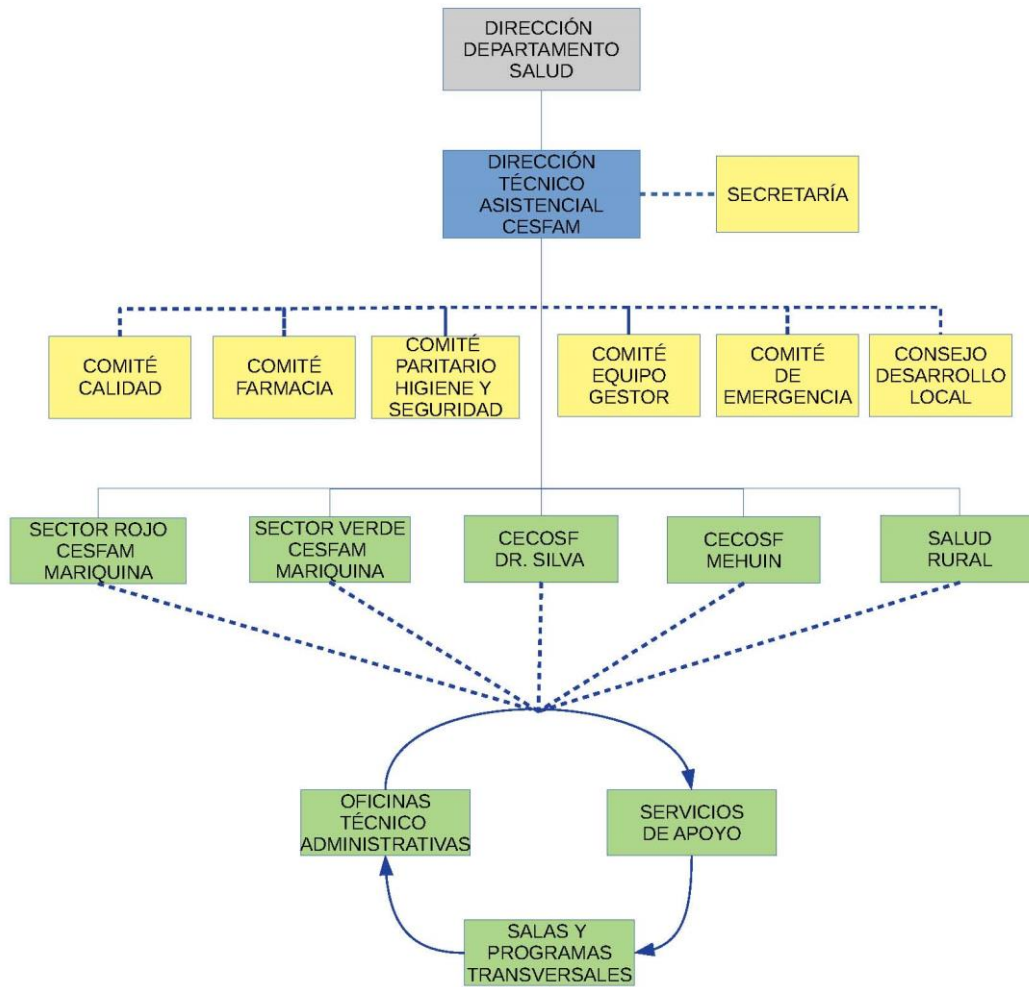 DIRECCIÓN
DEPARTAMENTO
SALUD
DIRECCIÓN
TÉCNICO
ASISTENCIAL
CESFAM
SECRETARÍA
COMITÉ
CALIDAD
COMITÉ
FARMACIA
COMITÉ
PARITARIO
HIGIENE Y
SEGURIDAD
COMITÉ
EQUIPO
GESTOR
COMITÉ
DE
EMERGENCIA
CONSEJO
DESARROLLO
LOCAL
SECTOR ROJO
CESFAM
MARIQUINA
SECTOR VERDE
CESFAM
MARIQUINA
CECOSF
DR. SILVA
CECOSF
MEHUIN
SALUD
RURAL
OFICINAS
TÉCNICO
ADMINISTRATIVAS
SERVICIOS
DE APOYO
SALAS Y
PROGRAMAS
TRANSVERSALES